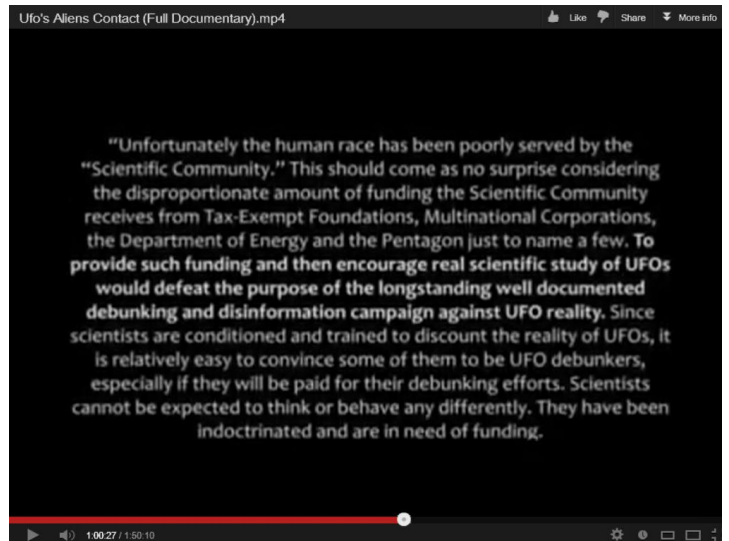 Ufo's Aliens Contact (Full Documentary).mp4
Like Share More info
“Unfortunately the human race has been poorly served by the
“Scientific Community.” This should come as no surprise considering
the disproportionate amount of funding the Scientific Community
receives from Tax-Exempt Foundations, Multinational Corporations,
the Department of Energy and the Pentagon just to name a few. To
provide such funding and then encourage real scientific study of UFOs
would defeat the purpose of the longstanding well documented
debunking and disinformation campaign against UFO reality. Since
scientists are conditioned and trained to discount the reality of UFOs, it
is relatively easy to convince some of them to be UFO debunkers,
especially if they will be paid for their debunking efforts. Scientists
cannot be expected to think or behave any differently. They have been
indoctrinated and are in need of funding.
1:00:27 / 1:50:10